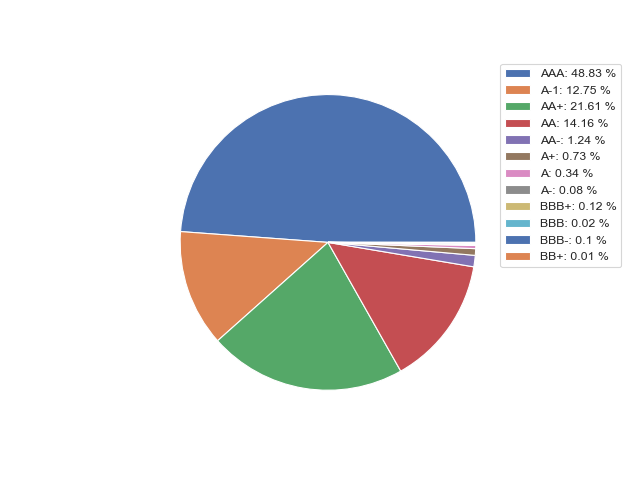 AAA: 48.83 %
A-1: 12.75 %
AA+: 21.61 %
AA: 14.16 %
AA-: 1.24 %
A+: 0.73 %
A: 0.34 %
A-: 0.08 %
BBB+: 0.12 %
BBB: 0.02 %
BBB-: 0.1 %
BB+: 0.01 %